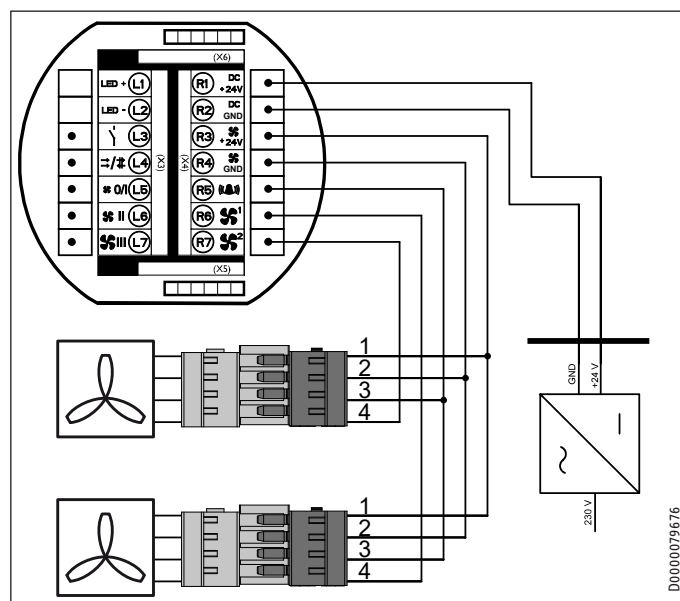 (X6)
LED + L1
LED - L2
L3
L4
0/I L5
II L6
III L7
(X3)
(X4)
R1 DC +24V
R2 DC GND
R3 +24V
R4 GND
R5
R6 1
R7 2
(X5)
1
2
3
4
1
2
3
4
GND
+24 V
230 V
D0000079676